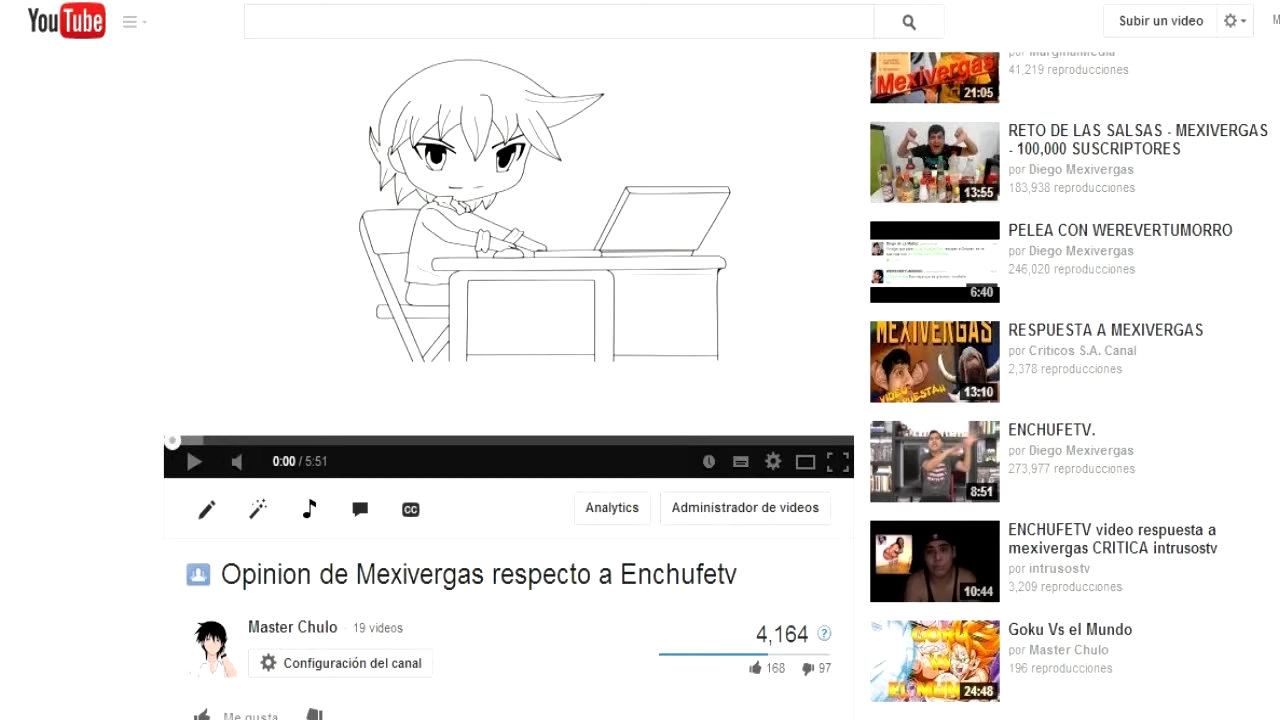 YouTube
Subir un video
M
por MarginalMedia
41,219 reproducciones
Mexivergas
21:05
RETO DE LAS SALSAS - MEXIVERGAS
- 100,000 SUSCRIPTORES
por Diego Mexivergas
183,938 reproducciones
13:55
PELEA CON WEREVERTUMORRO
por Diego Mexivergas
246,020 reproducciones
6:40
RESPUESTA A MEXIVERGAS
por Criticos S.A. Canal
2,378 reproducciones
MEXIVERGAS
VIDEO
13:10
ENCHUFETV.
por Diego Mexivergas
273,977 reproducciones
8:51
ENCHUFETV video respuesta a
mexivergas CRITICA intrusostv
por intrusostv
3,209 reproducciones
10:44
Goku Vs el Mundo
por Master Chulo
196 reproducciones
GOKU
24:48
0:00 / 5:51
CC
Analytics
Administrador de videos
Opinion de Mexivergas respecto a Enchufetv
Master Chulo · 19 videos
Configuración del canal
4,164 ?
168 97
Me gusta